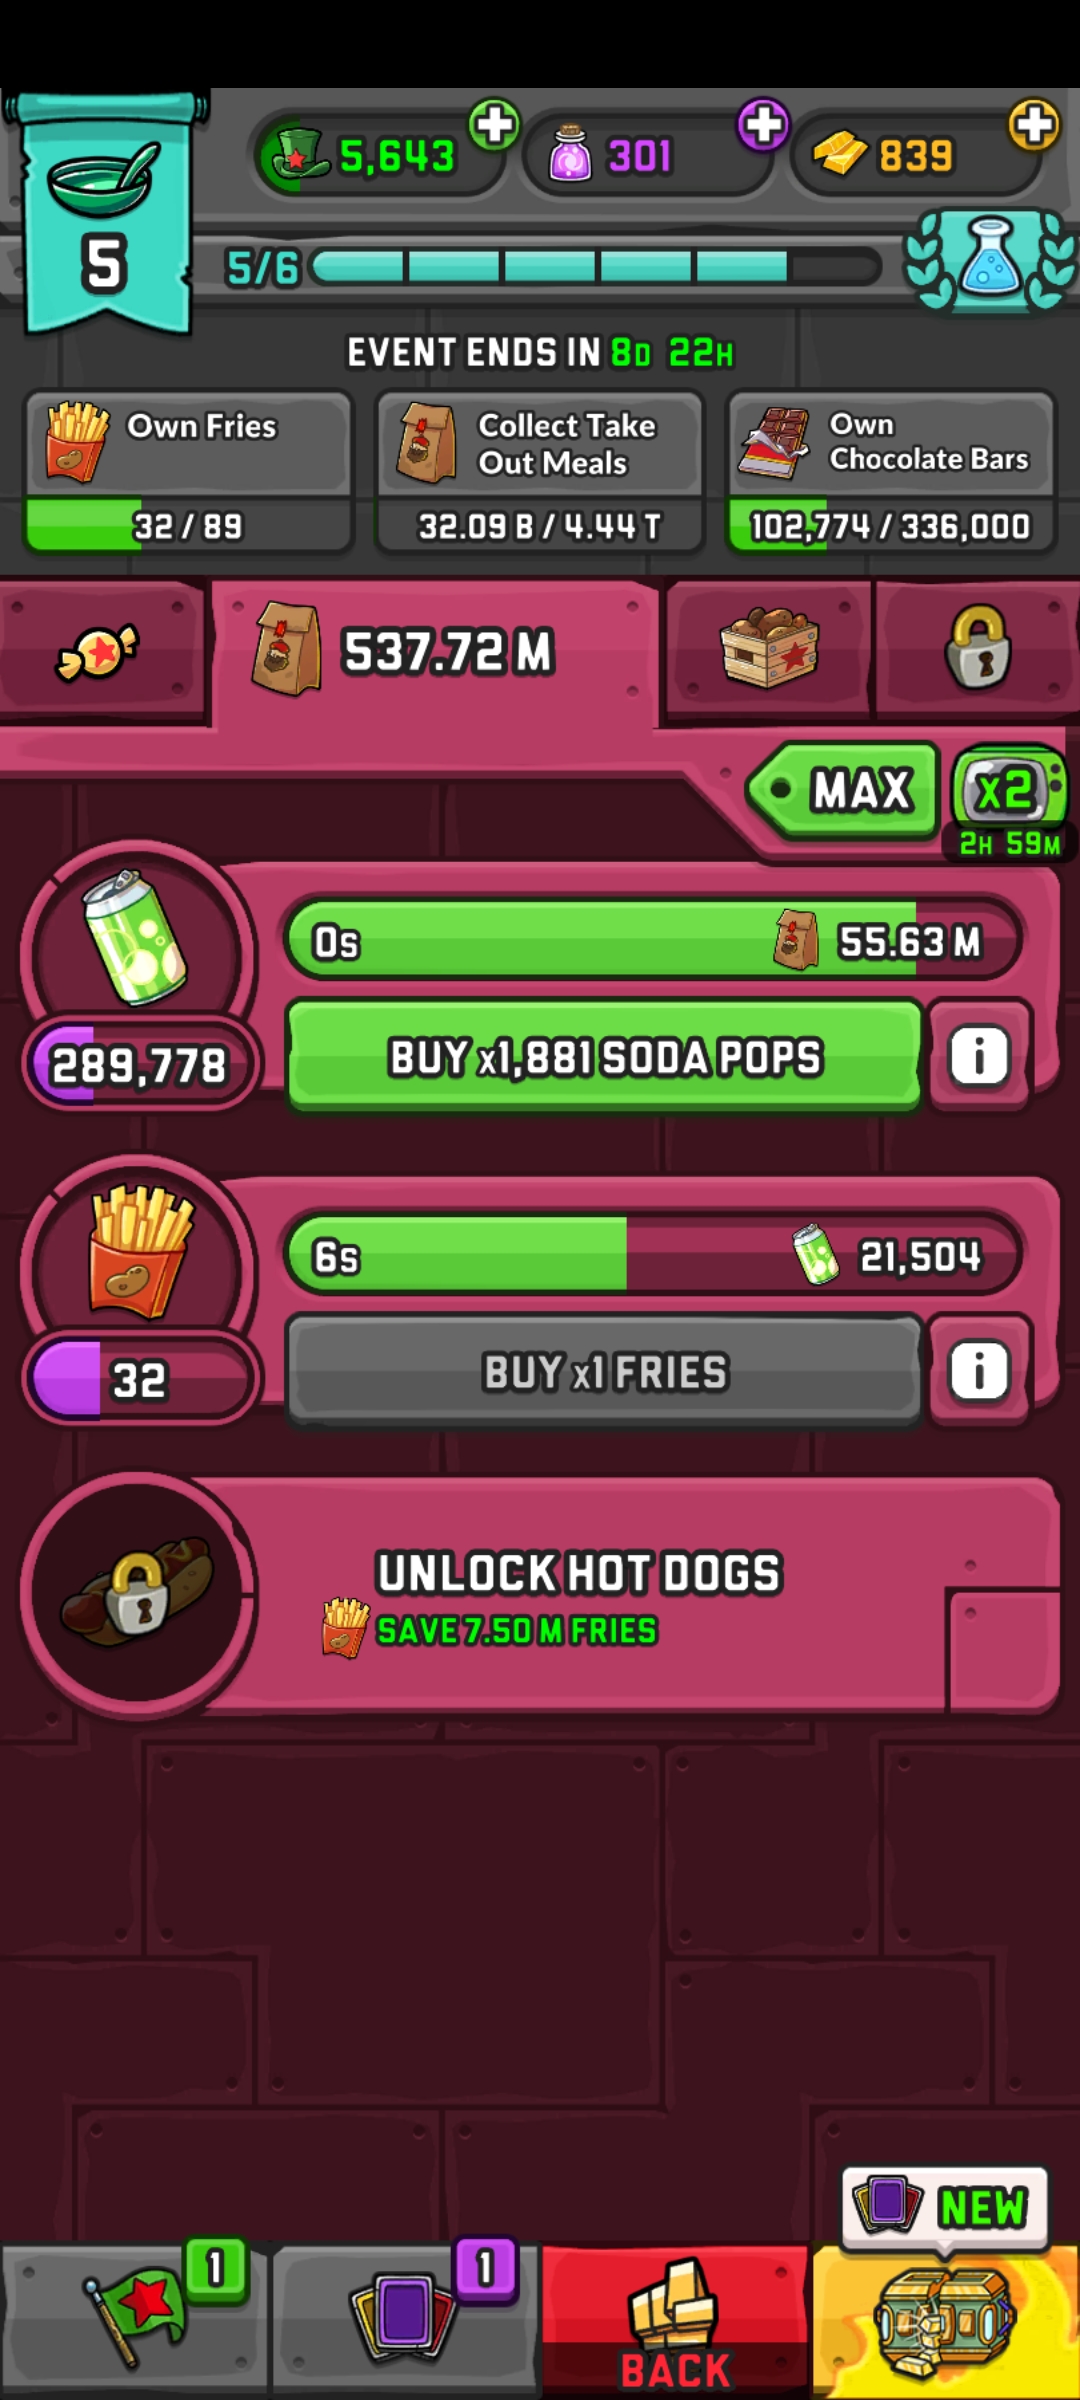 5,643
301
839
5
5/6
EVENT ENDS IN 8D 22H
Own Fries
32 / 89
Collect Take
Out Meals
32.09 B / 4.44 T
Own
Chocolate Bars
102,774 / 336,000
537.72 M
MAX
x2
2H 59M
0s
55.63 M
289,778
BUY x1,881 SODA POPS
i
6s
21,504
32
BUY x1 FRIES
i
UNLOCK HOT DOGS
SAVE 7.50 M FRIES
NEW
1
1
BACK